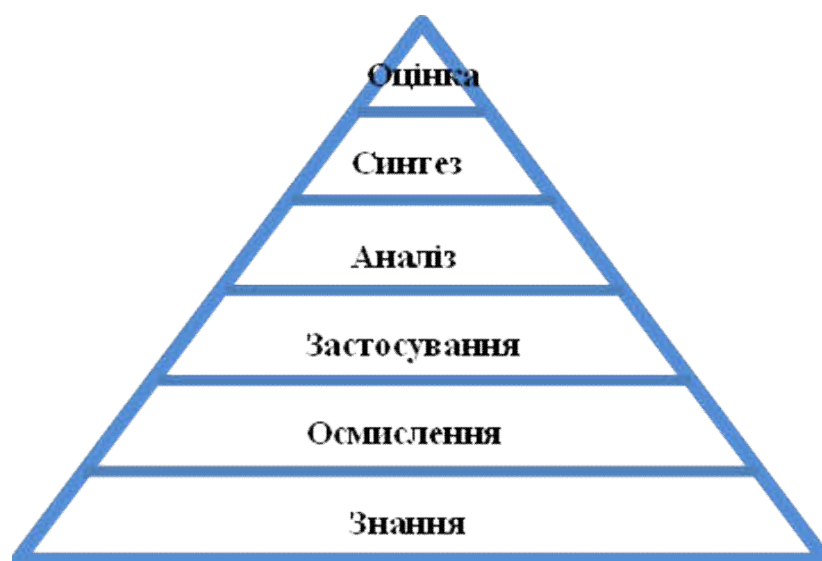 Оцінка
Синтез
Аналіз
Застосування
Осмислення
Знання